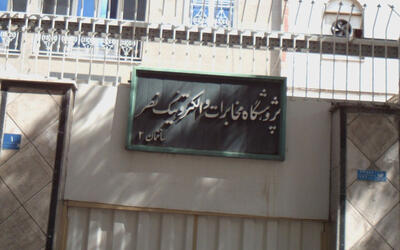 پژوهشگاه مخابرات و الکترونیک نصر
ساختمان ۲